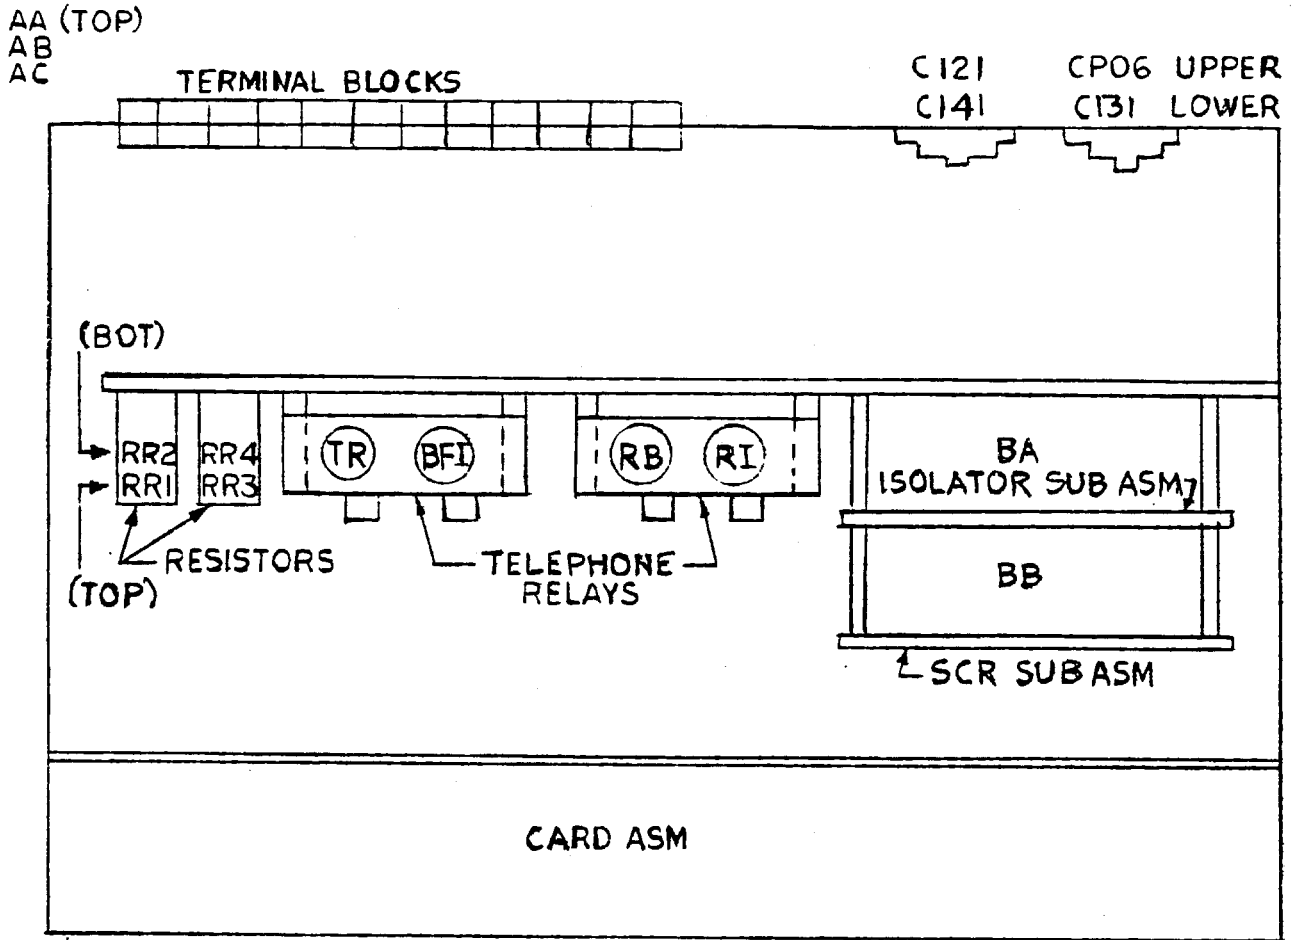 AA (TOP)
AB
AC
TERMINAL BLOCKS
C121 CP06 UPPER
C141 C131 LOWER
(BOT)
RR2 RR4 TR BFI RB RI BA
RR1 RR3 ISOLATOR SUB ASM
RESISTORS TELEPHONE BB
(TOP) RELAYS
SCR SUB ASM
CARD ASM